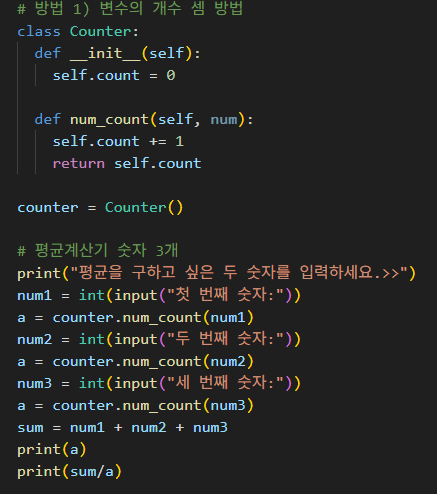 # 방법 1) 변수의 개수 셈 방법
class Counter:
  def __init__(self):
    self.count = 0

  def num_count(self, num):
    self.count += 1
    return self.count

counter = Counter()

# 평균계산기 숫자 3개
print("평균을 구하고 싶은 두 숫자를 입력하세요.>>")
num1 = int(input("첫 번째 숫자:"))
a = counter.num_count(num1)
num2 = int(input("두 번째 숫자:"))
a = counter.num_count(num2)
num3 = int(input("세 번째 숫자:"))
a = counter.num_count(num3)
sum = num1 + num2 + num3
print(a)
print(sum/a)